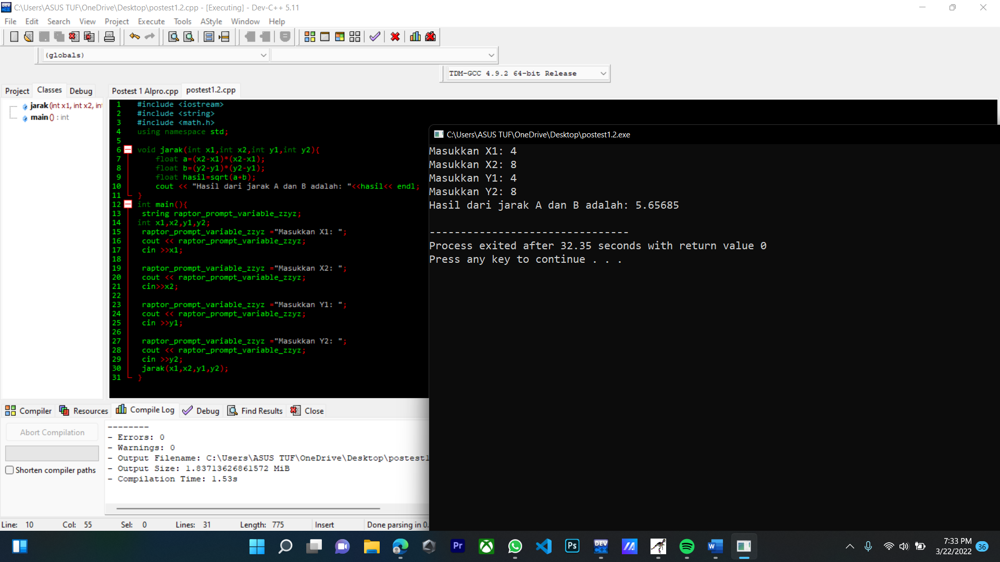 C:\Users\ASUS TUF\OneDrive\Desktop\postest1.2.cpp - [Executing] - Dev-C++ 5.11
File Edit Search View Project Execute Tools AStyle Window Help
(globals)
TDM-GCC 4.9.2 64-bit Release
Project Classes Debug
Postest 1 Alpro.cpp postest1.2.cpp
jarak (int x1, int x2, in
main () : int
1 #include <iostream>
2 #include <string>
3 #include <math.h>
4 using namespace std;
5
6 void jarak(int x1,int x2,int y1,int y2){
7 float a=(x2-x1)*(x2-x1);
8 float b=(y2-y1)*(y2-y1);
9 float hasil=sqrt(a+b);
10 cout << "Hasil dari jarak A dan B adalah: "<<hasil<< endl;
11 }
12 int main(){
13 string raptor_prompt_variable_zzyz;
14 int x1,x2,y1,y2;
15 raptor_prompt_variable_zzyz ="Masukkan X1: ";
16 cout << raptor_prompt_variable_zzyz;
17 cin >>x1;
18
19 raptor_prompt_variable_zzyz ="Masukkan X2: ";
20 cout << raptor_prompt_variable_zzyz;
21 cin>>x2;
22
23 raptor_prompt_variable_zzyz ="Masukkan Y1: ";
24 cout << raptor_prompt_variable_zzyz;
25 cin >>y1;
26
27 raptor_prompt_variable_zzyz ="Masukkan Y2: ";
28 cout << raptor_prompt_variable_zzyz;
29 cin >>y2;
30 jarak(x1,x2,y1,y2);
31 }
C:\Users\ASUS TUF\OneDrive\Desktop\postest1.2.exe
Masukkan X1: 4
Masukkan X2: 8
Masukkan Y1: 4
Masukkan Y2: 8
Hasil dari jarak A dan B adalah: 5.65685
--------------------------------
Process exited after 32.35 seconds with return value 0
Press any key to continue . . .
Compiler Resources Compile Log Debug Find Results Close
Abort Compilation
Shorten compiler paths
--------
- Errors: 0
- Warnings: 0
- Output Filename: C:\Users\ASUS TUF\OneDrive\Desktop\postest1
- Output Size: 1.83713626861572 MiB
- Compilation Time: 1.53s
Line: 10 Col: 55 Sel: 0 Lines: 31 Length: 775 Insert Done parsing in 0.
Pr
Ps
DEV C++
W
7:33 PM
3/22/2022
36